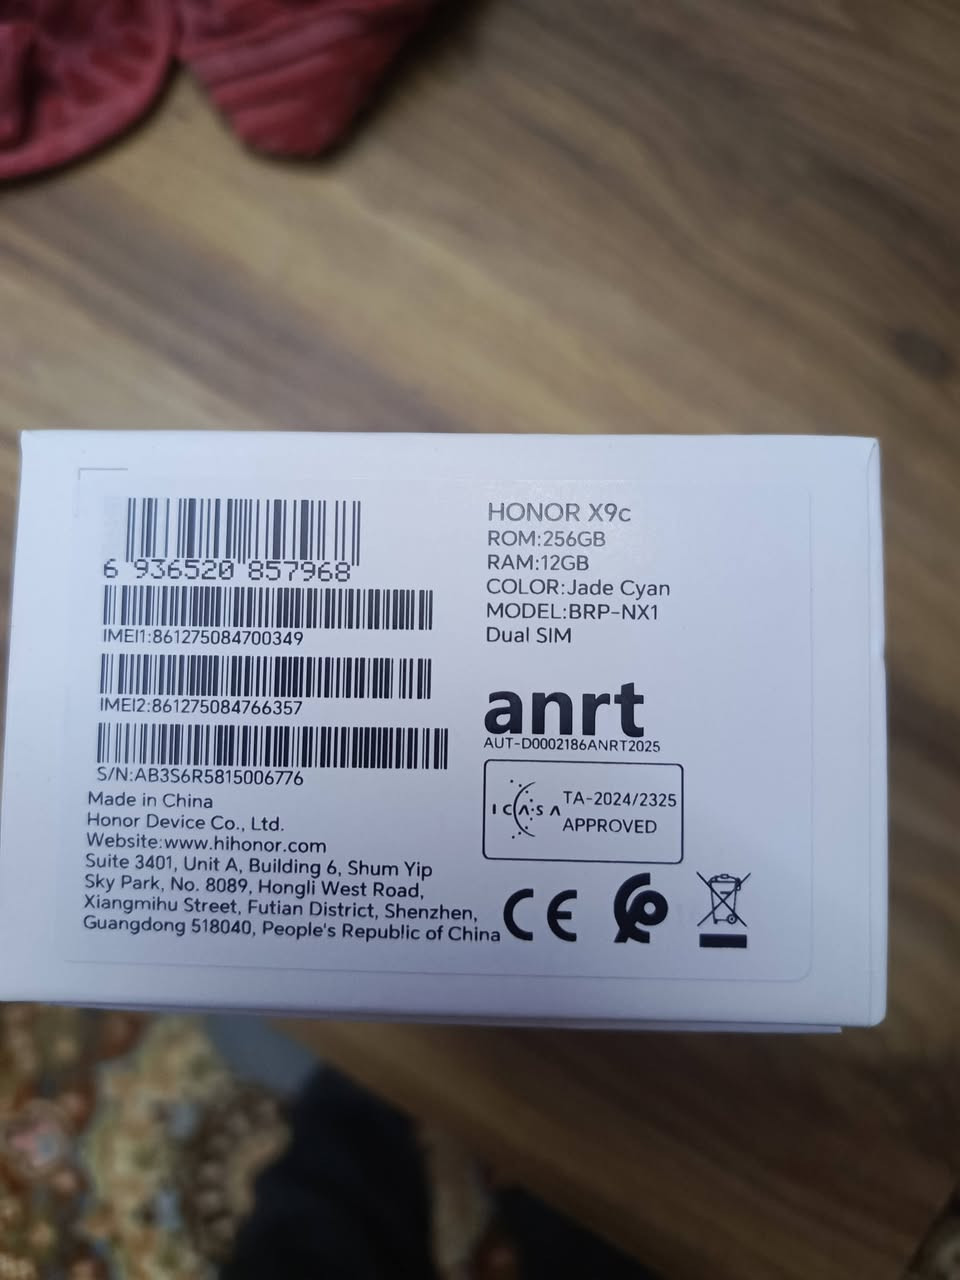 6 936520 857968
IMEI1:861275084700349
IMEI2:861275084766357
S/N:AB3S6R5815006776
Made in China
Honor Device Co., Ltd.
Website:www.hihonor.com
Suite 3401, Unit A, Building 6, Shum Yip
Sky Park, No. 8089, Hongli West Road,
Xiangmihu Street, Futian District, Shenzhen,
Guangdong 518040, People's Republic of China
HONOR X9c
ROM:256GB
RAM:12GB
COLOR:Jade Cyan
MODEL:BRP-NX1
Dual SIM
anrt
AUT-D0002186ANRT2025
ICASA
TA-2024/2325
APPROVED
CE